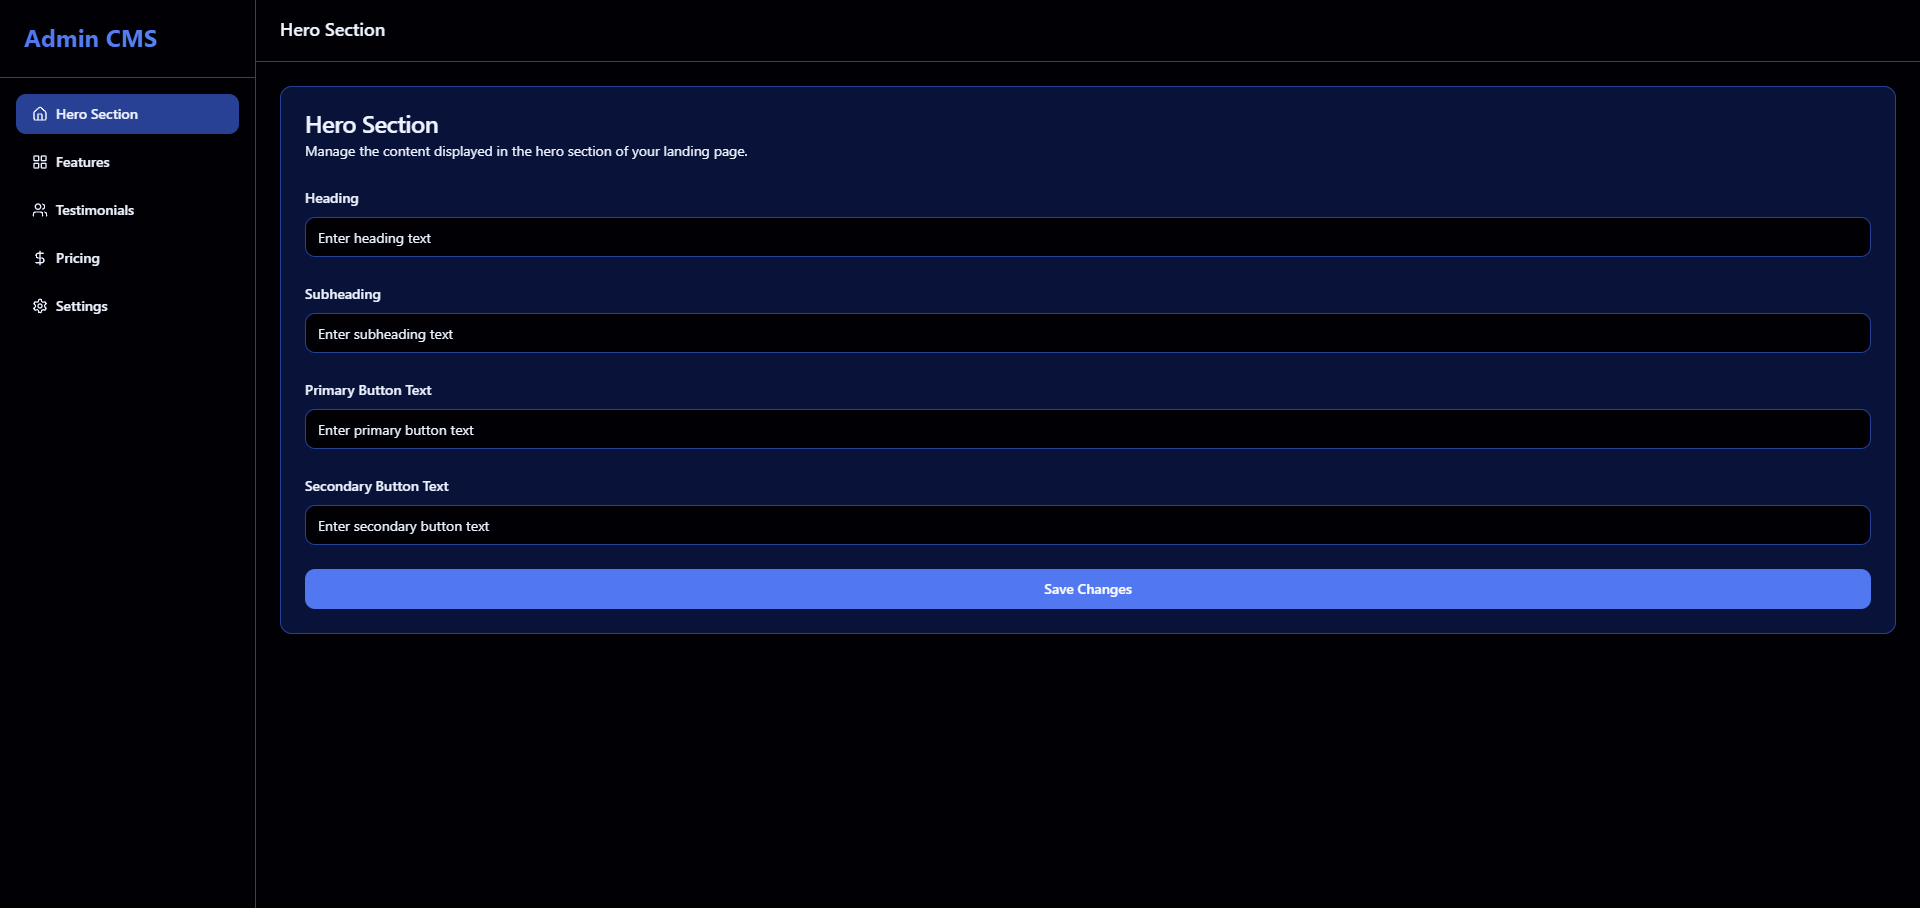 Admin CMS
Hero Section
Features
Testimonials
Pricing
Settings
Hero Section
Hero Section
Manage the content displayed in the hero section of your landing page.
Heading
Enter heading text
Subheading
Enter subheading text
Primary Button Text
Enter primary button text
Secondary Button Text
Enter secondary button text
Save Changes